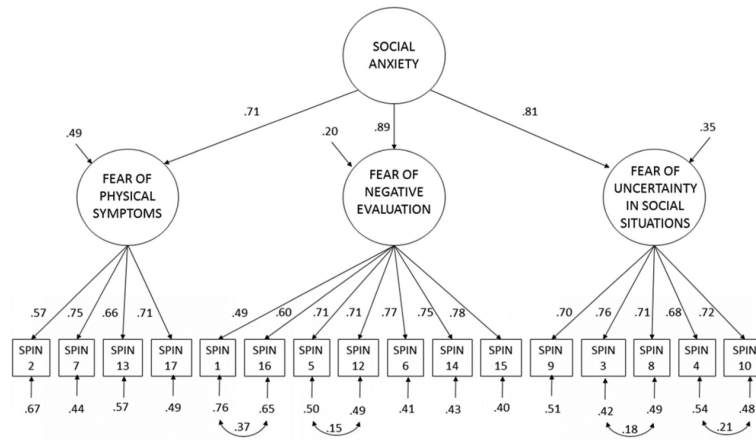 SOCIAL
ANXIETY
.71
.89
.81
.49
.20
.35
FEAR OF
PHYSICAL
SYMPTOMS
FEAR OF
NEGATIVE
EVALUATION
FEAR OF
UNCERTAINTY
IN SOCIAL
SITUATIONS
.57 .75 .66 .71 .49 .60 .71 .71 .77 .75 .78 .70 .76 .71 .68 .72
SPIN SPIN SPIN SPIN SPIN SPIN SPIN SPIN SPIN SPIN SPIN SPIN SPIN SPIN SPIN SPIN
2 7 13 17 1 16 5 12 6 14 15 9 3 8 4 10
.67 .44 .57 .49 .76 .65 .50 .49 .41 .43 .40 .51 .42 .49 .54 .48
.37 .15 .18 .21